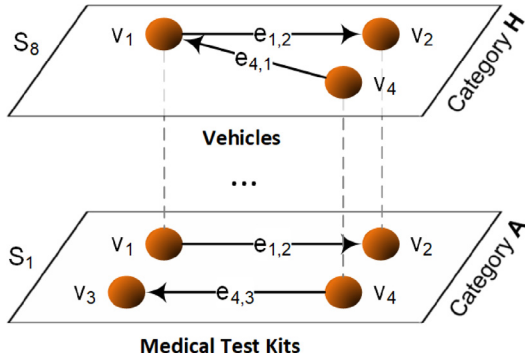 S8 v1 e1,2 v2
e4,1 v4
Category H
Vehicles
...
v1 e1,2 v2
S1
v3 e4,3 v4
Category A
Medical Test Kits